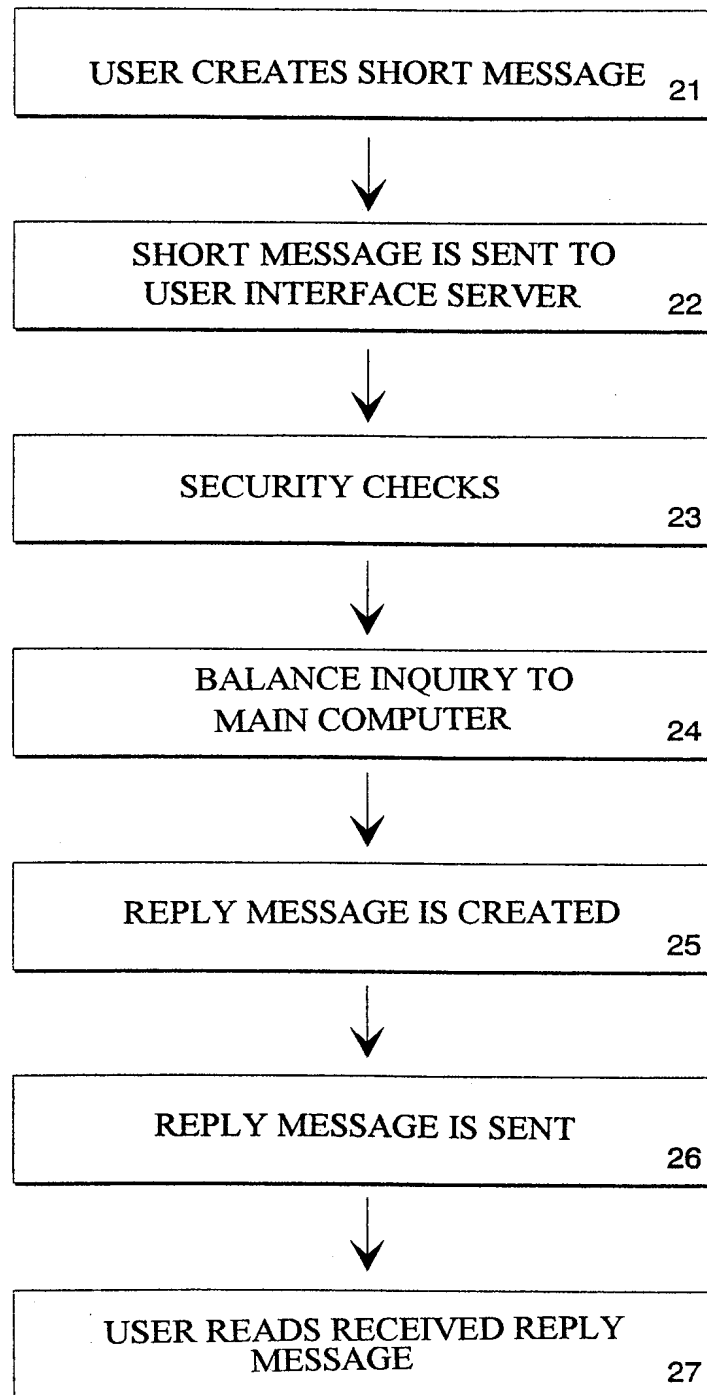 USER CREATES SHORT MESSAGE
21
SHORT MESSAGE IS SENT TO
USER INTERFACE SERVER
22
SECURITY CHECKS
23
BALANCE INQUIRY TO
MAIN COMPUTER
24
REPLY MESSAGE IS CREATED
25
REPLY MESSAGE IS SENT
26
USER READS RECEIVED REPLY
MESSAGE
27